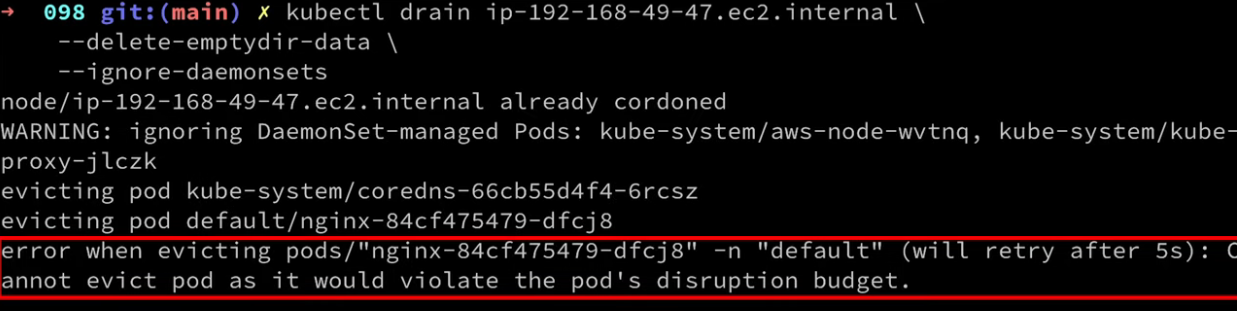 → 098 git:(main) ✗ kubectl drain ip-192-168-49-47.ec2.internal \
--delete-emptydir-data \
--ignore-daemonsets
node/ip-192-168-49-47.ec2.internal already cordoned
WARNING: ignoring DaemonSet-managed Pods: kube-system/aws-node-wvtnq, kube-system/kube-
proxy-jlczk
evicting pod kube-system/coredns-66cb55d4f4-6rcsz
evicting pod default/nginx-84cf475479-dfcj8
error when evicting pods/"nginx-84cf475479-dfcj8" -n "default" (will retry after 5s): C
annot evict pod as it would violate the pod's disruption budget.